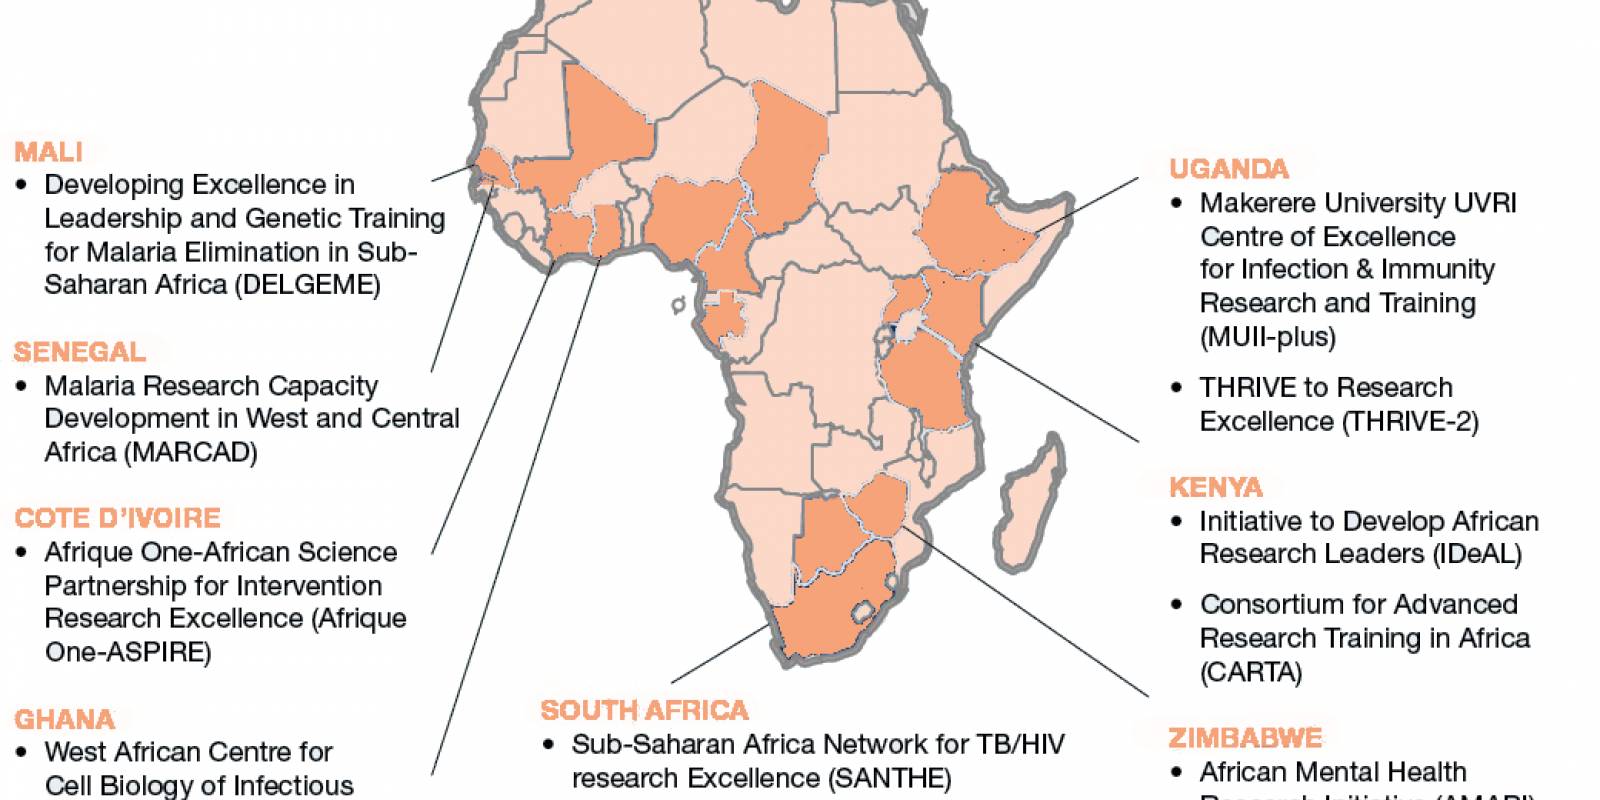 MALI
• Developing Excellence in
Leadership and Genetic Training
for Malaria Elimination in Sub-
Saharan Africa (DELGEME)
SENEGAL
• Malaria Research Capacity
Development in West and Central
Africa (MARCAD)
COTE D'IVOIRE
• Afrique One-African Science
Partnership for Intervention
Research Excellence (Afrique
One-ASPIRE)
GHANA
• West African Centre for
Cell Biology of Infectious
SOUTH AFRICA
• Sub-Saharan Africa Network for TB/HIV
research Excellence (SANTHE)
UGANDA
• Makerere University UVRI
Centre of Excellence
for Infection & Immunity
Research and Training
(MUII-plus)
• THRIVE to Research
Excellence (THRIVE-2)
KENYA
• Initiative to Develop African
Research Leaders (IDeAL)
• Consortium for Advanced
Research Training in Africa
(CARTA)
ZIMBABWE
• African Mental Health
Research Initiative (AMARI)